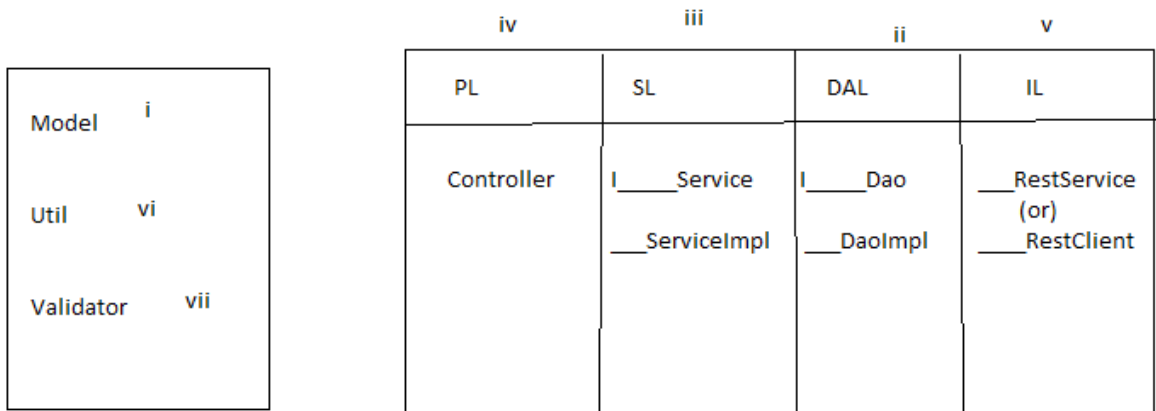 Model i
Util vi
Validator vii
iv iii ii v
PL SL DAL IL
Controller I_____Service I_____Dao ___RestService
(or)
___ServiceImpl ___DaoImpl ____RestClient